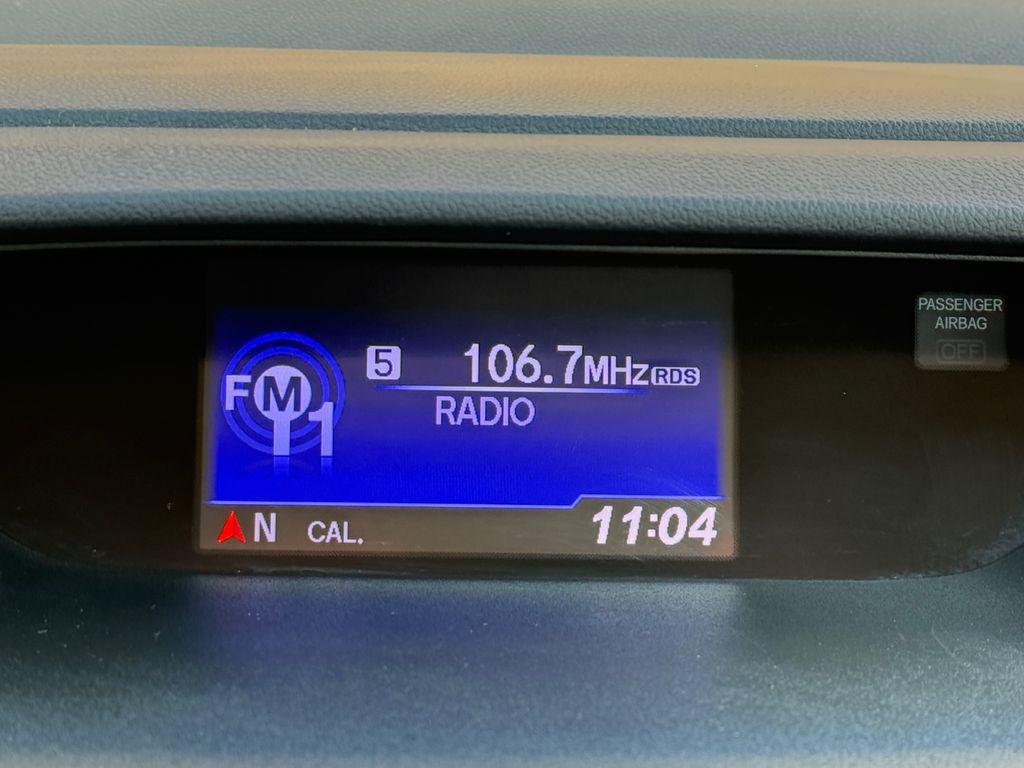 PASSENGER
AIRBAG
OFF
FM1
5 106.7MHz RDS
RADIO
N CAL. 11:04